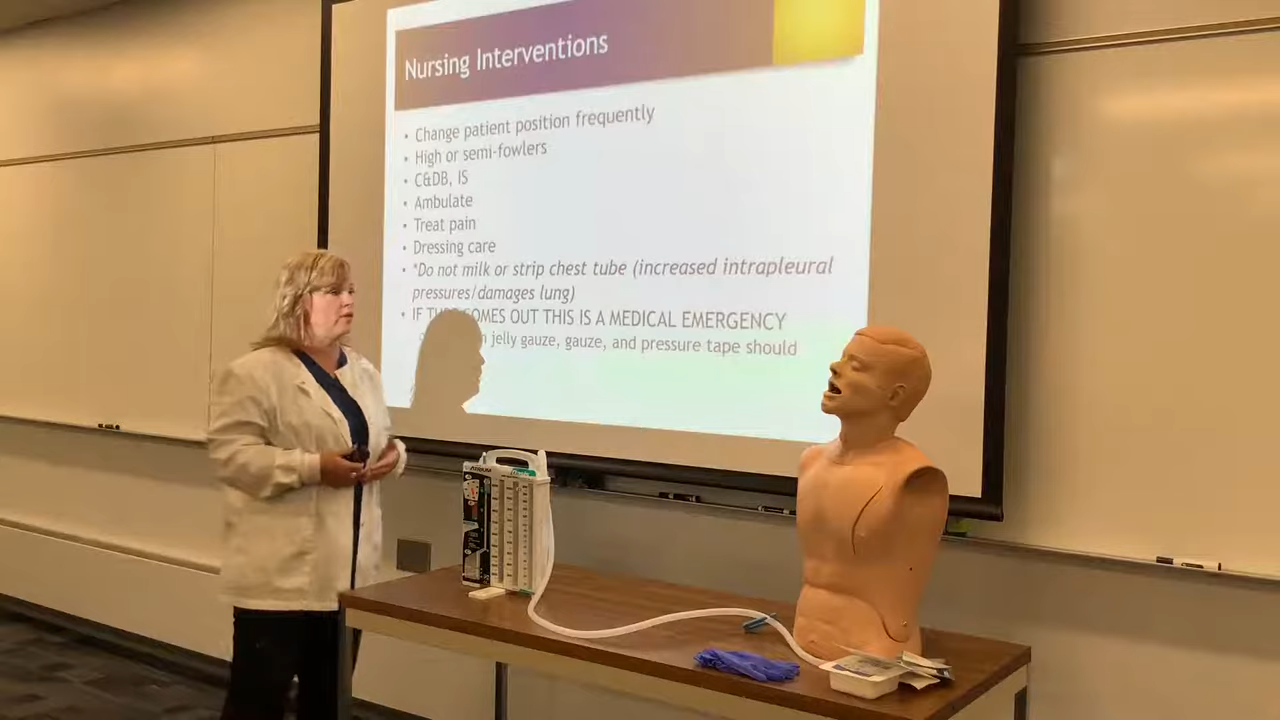 Nursing Interventions
• Change patient position frequently
• High or semi-fowlers
• C&DB, IS
• Ambulate
• Treat pain
• Dressing care
• *Do not milk or strip chest tube (increased intrapleural
pressures/damages lung)
• IF COMES OUT THIS IS A MEDICAL EMERGENCY
jelly gauze, gauze, and pressure tape should
ATRIUM